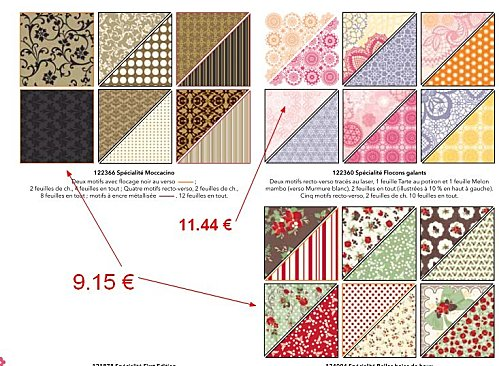 122366 Spécialité Moccacino
Deux motifs avec flocage noir au verso
2 feuilles de ch., 4 feuilles en tout ; Quatre motifs recto-verso, 2 feuilles de ch.,
8 feuilles en tout ; motifs à encre métallisée , 12 feuilles en tout.
122360 Spécialité Flocons galants
Deux motifs recto-verso tracés au laser, 1 feuille Tarte au potiron et 1 feuille Melon
mambo (verso Murmure blanc), 2 feuilles en tout (illustrées à 10 % en haut à gauche).
Cinq motifs recto-verso, 2 feuilles de ch. 10 feuilles en tout.
11.44 €
9.15 €